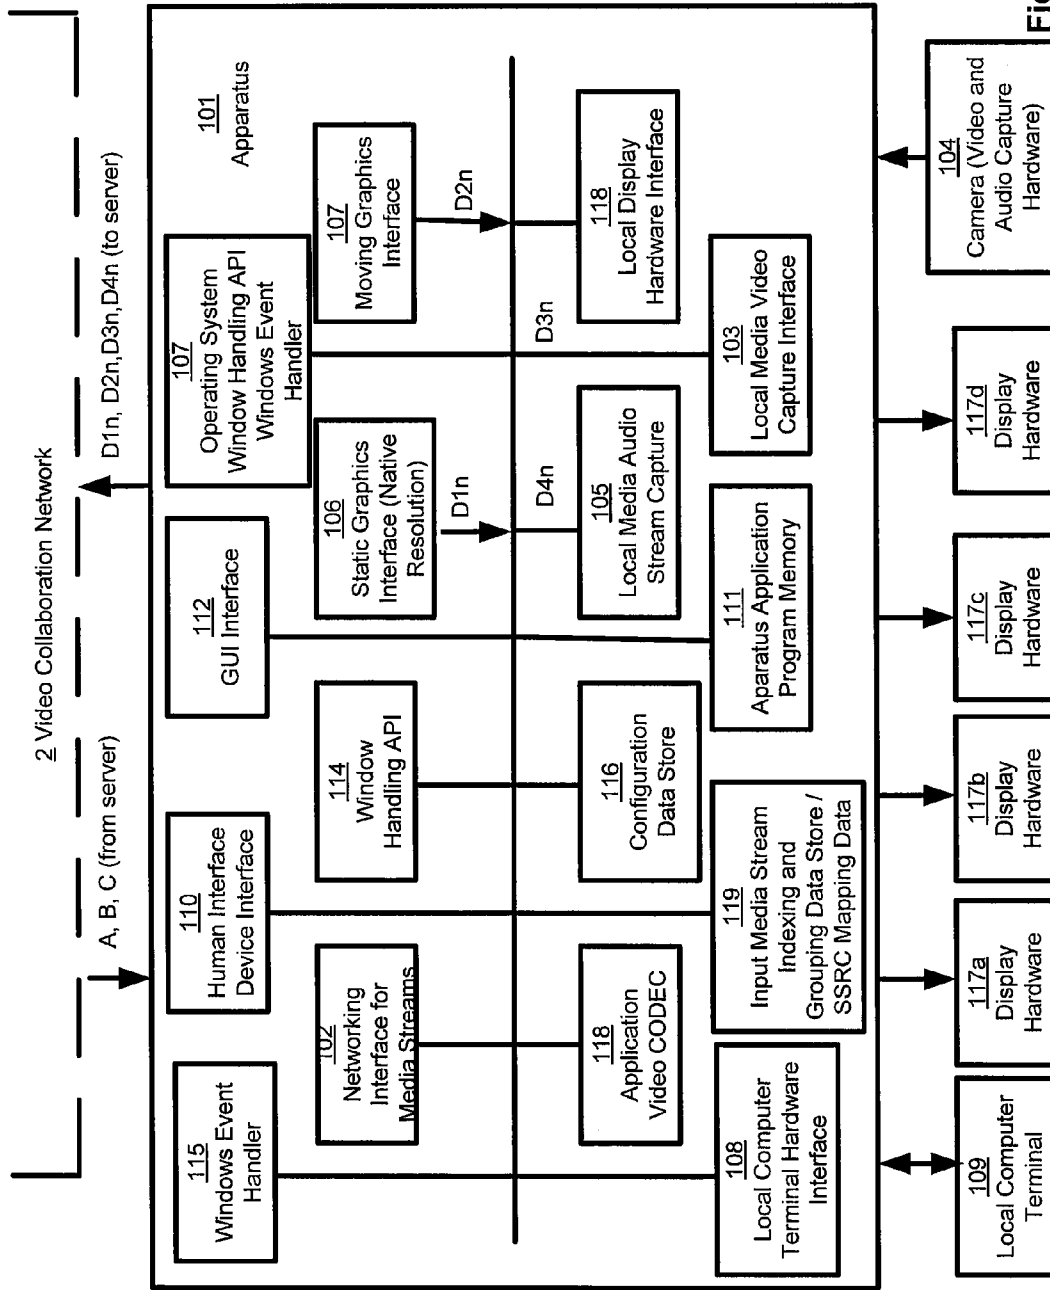 2 Video Collaboration Network
A, B, C (from server)
D1n, D2n,D3n,D4n (to server)
101
Apparatus
115
Windows Event
Handler
110
Human Interface
Device Interface
112
GUI Interface
107
Operating System
Window Handling API
Windows Event
Handler
102
Networking
Interface for
Media Streams
114
Window
Handling API
106
Static Graphics
Interface (Native
Resolution)
107
Moving Graphics
Interface
D1n
D2n
D4n
D3n
118
Application
Video CODEC
116
Configuration
Data Store
105
Local Media Audio
Stream Capture
118
Local Display
Hardware Interface
108
Local Computer
Terminal Hardware
Interface
119
Input Media Stream
Indexing and
Grouping Data Store /
SSRC Mapping Data
111
Aparatus Application
Program Memory
103
Local Media Video
Capture Interface
109
Local Computer
Terminal
117a
Display
Hardware
117b
Display
Hardware
117c
Display
Hardware
117d
Display
Hardware
104
Camera (Video and
Audio Capture
Hardware)